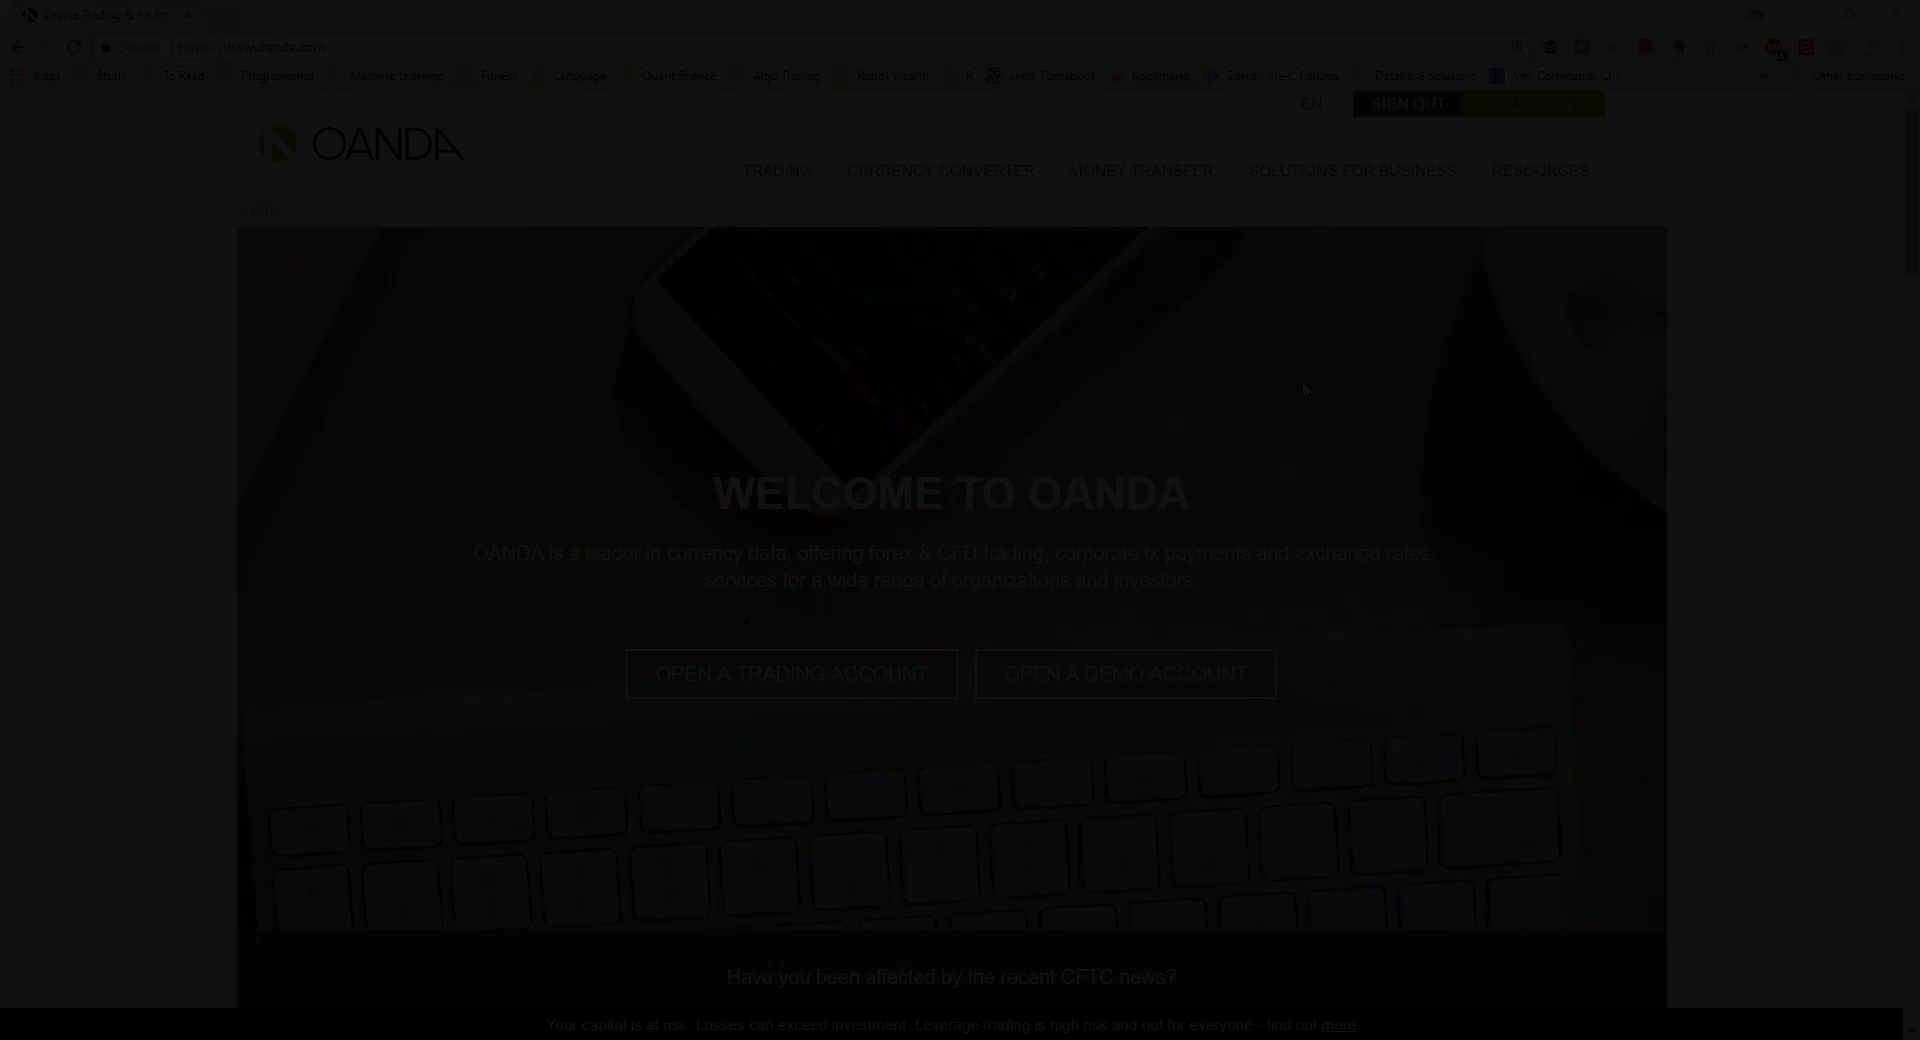 Online Trading & FX for
https://www.oanda.com
Apps Study To Read Programming Machine Learning Fitness Language Quant finance Algo Trading Robot Wealth R xkcd: Turnabout Bookmarks Zorro - lite-C Forums Database Solutions Vim Commands Che » Other bookmarks
EN SIGN OUT
OANDA
TRADING CURRENCY CONVERTER MONEY TRANSFER SOLUTIONS FOR BUSINESS RESOURCES
Home
WELCOME TO OANDA
OANDA is a leader in currency data, offering forex & CFD trading, corporate fx payments and exchange rates
services for a wide range of organizations and investors.
OPEN A TRADING ACCOUNT OPEN A DEMO ACCOUNT
Have you been affected by the recent CFTC news?
Your capital is at risk. Losses can exceed investment. Leverage trading is high risk and not for everyone - find out more